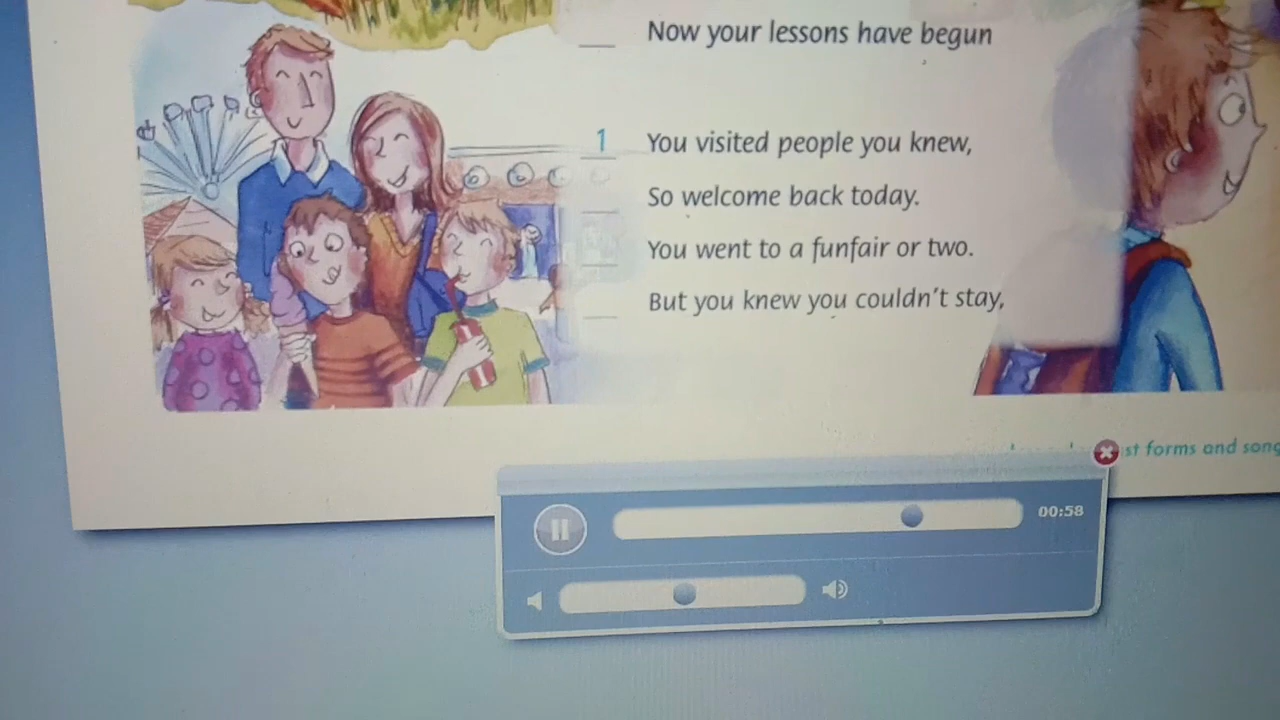 Now your lessons have begun
1 You visited people you knew,
So welcome back today.
You went to a funfair or two.
But you knew you couldn't stay,
st forms and song
00:58